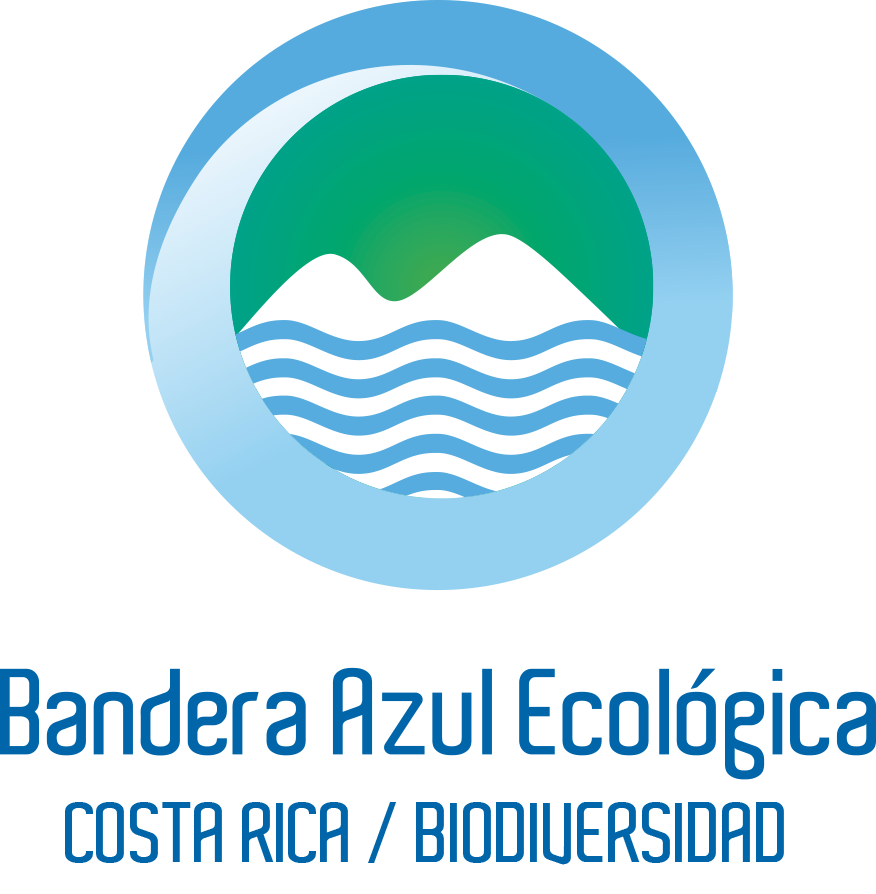 Bandera Azul Ecológica
COSTA RICA / BIODIVERSIDAD